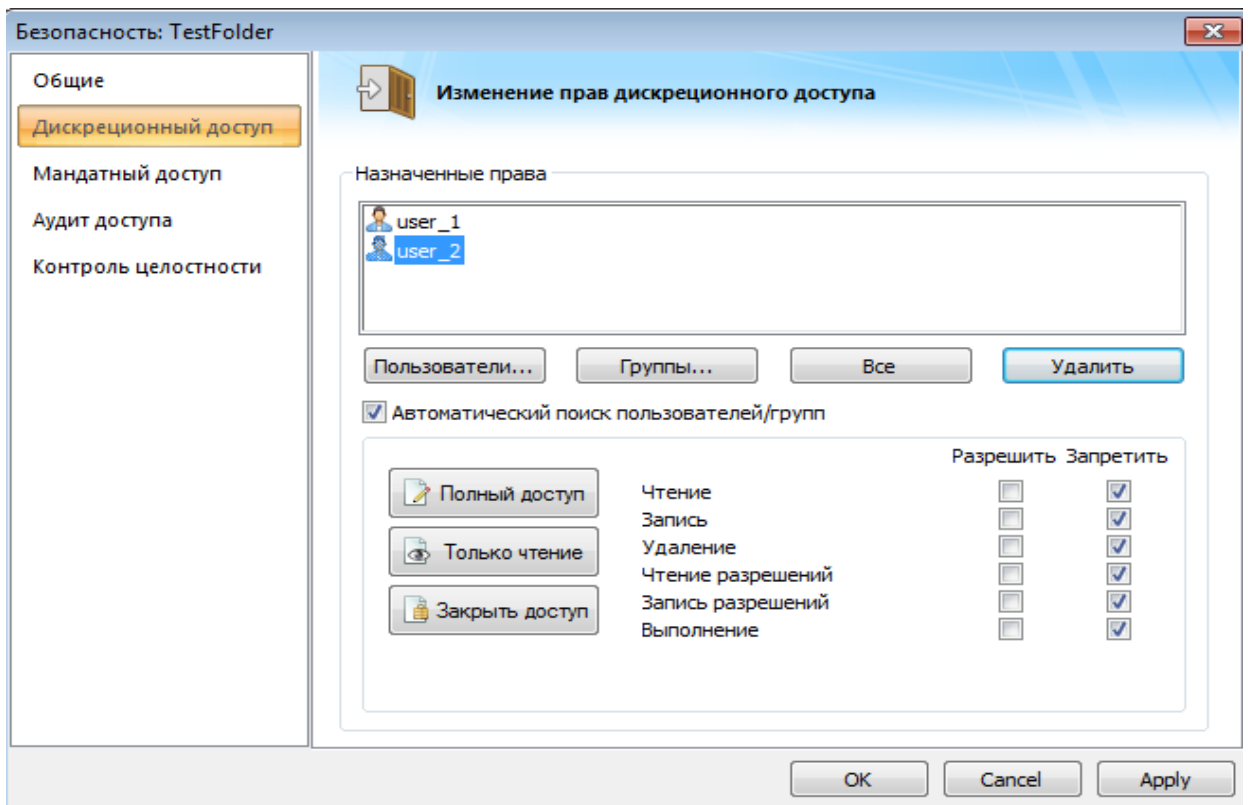 Безопасность: TestFolder
Общие
Дискреционный доступ
Мандатный доступ
Аудит доступа
Контроль целостности
Изменение прав дискреционного доступа
Назначенные права
user_1
user_2
Пользователи... Группы... Все Удалить
Автоматический поиск пользователей/групп
Разрешить Запретить
Полный доступ
Только чтение
Закрыть доступ
Чтение
Запись
Удаление
Чтение разрешений
Запись разрешений
Выполнение
OK Cancel Apply